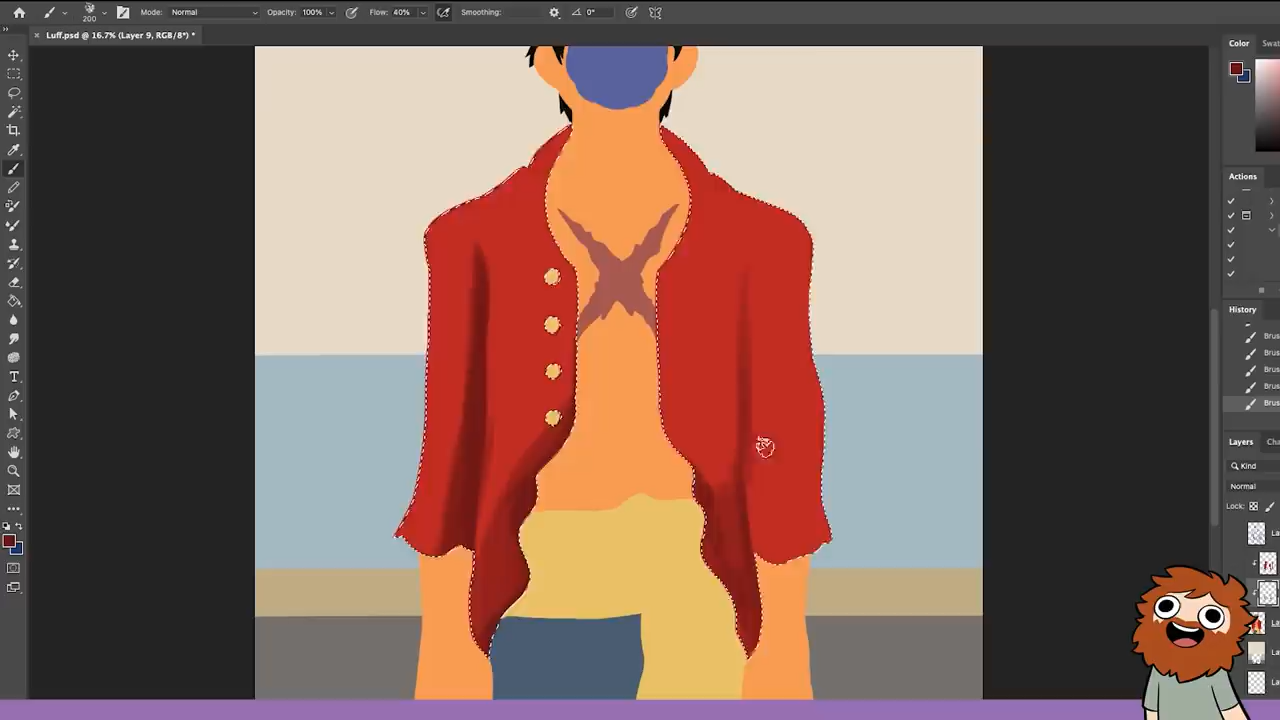 Mode: Normal Opacity: 100% Flow: 40% Smoothing: 0°
200
Luff.psd @ 16.7% (Layer 9, RGB/8*) *
Color
Actions
History
Layers
Kind
Normal
Lock: